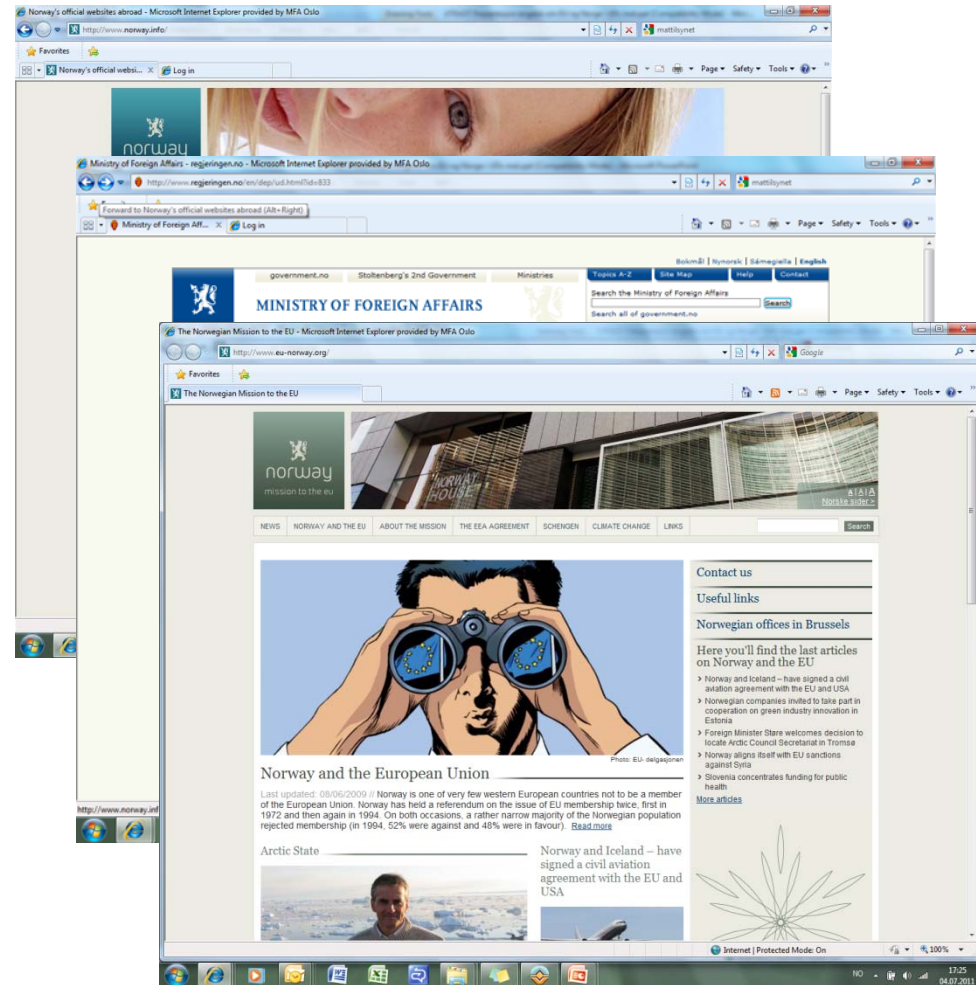 Norway's official websites abroad - Microsoft Internet Explorer provided by MFA Oslo
http://www.norway.info/
mattilsynet
Favorites
Norway's official websi...
Log in
Page
Safety
Tools
norway
Ministry of Foreign Affairs - regjeringen.no - Microsoft Internet Explorer provided by MFA Oslo
http://www.regjeringen.no/en/dep/ud.html?id=833
mattilsynet
Forward to Norway's official websites abroad (Alt+Right)
Ministry of Foreign Aff...
Log in
Page
Safety
Tools
Bokmål | Nynorsk | Sámegiella | English
government.no
Stoltenberg's 2nd Government
Ministries
Topics A-Z
Site Map
Help
Contact
MINISTRY OF FOREIGN AFFAIRS
Search the Ministry of Foreign Affairs
Search
Search all of government.no
The Norwegian Mission to the EU - Microsoft Internet Explorer provided by MFA Oslo
http://www.eu-norway.org/
Google
Favorites
The Norwegian Mission to the EU
Page
Safety
Tools
norway
mission to the eu
NORWAY
HOUSE
A | A | A
Norske sider >
NEWS
NORWAY AND THE EU
ABOUT THE MISSION
THE EEA AGREEMENT
SCHENGEN
CLIMATE CHANGE
LINKS
Search
Photo: EU- delgasjonen
Norway and the European Union
Last updated: 08/06/2009 // Norway is one of very few western European countries not to be a member
of the European Union. Norway has held a referendum on the issue of EU membership twice, first in
1972 and then again in 1994. On both occasions, a rather narrow majority of the Norwegian population
rejected membership (in 1994, 52% were against and 48% were in favour). Read more
Arctic State
Norway and Iceland – have
signed a civil aviation
agreement with the EU and
USA
Contact us
Useful links
Norwegian offices in Brussels
Here you'll find the last articles
on Norway and the EU
Norway and Iceland – have signed a civil
aviation agreement with the EU and USA
Norwegian companies invited to take part in
cooperation on green industry innovation in
Estonia
Foreign Minister Støre welcomes decision to
locate Arctic Council Secretariat in Tromsø
Norway aligns itself with EU sanctions
against Syria
Slovenia concentrates funding for public
health
More articles
http://www.norway.inf
Internet | Protected Mode: On
100%
NO
17:25
04.07.2011